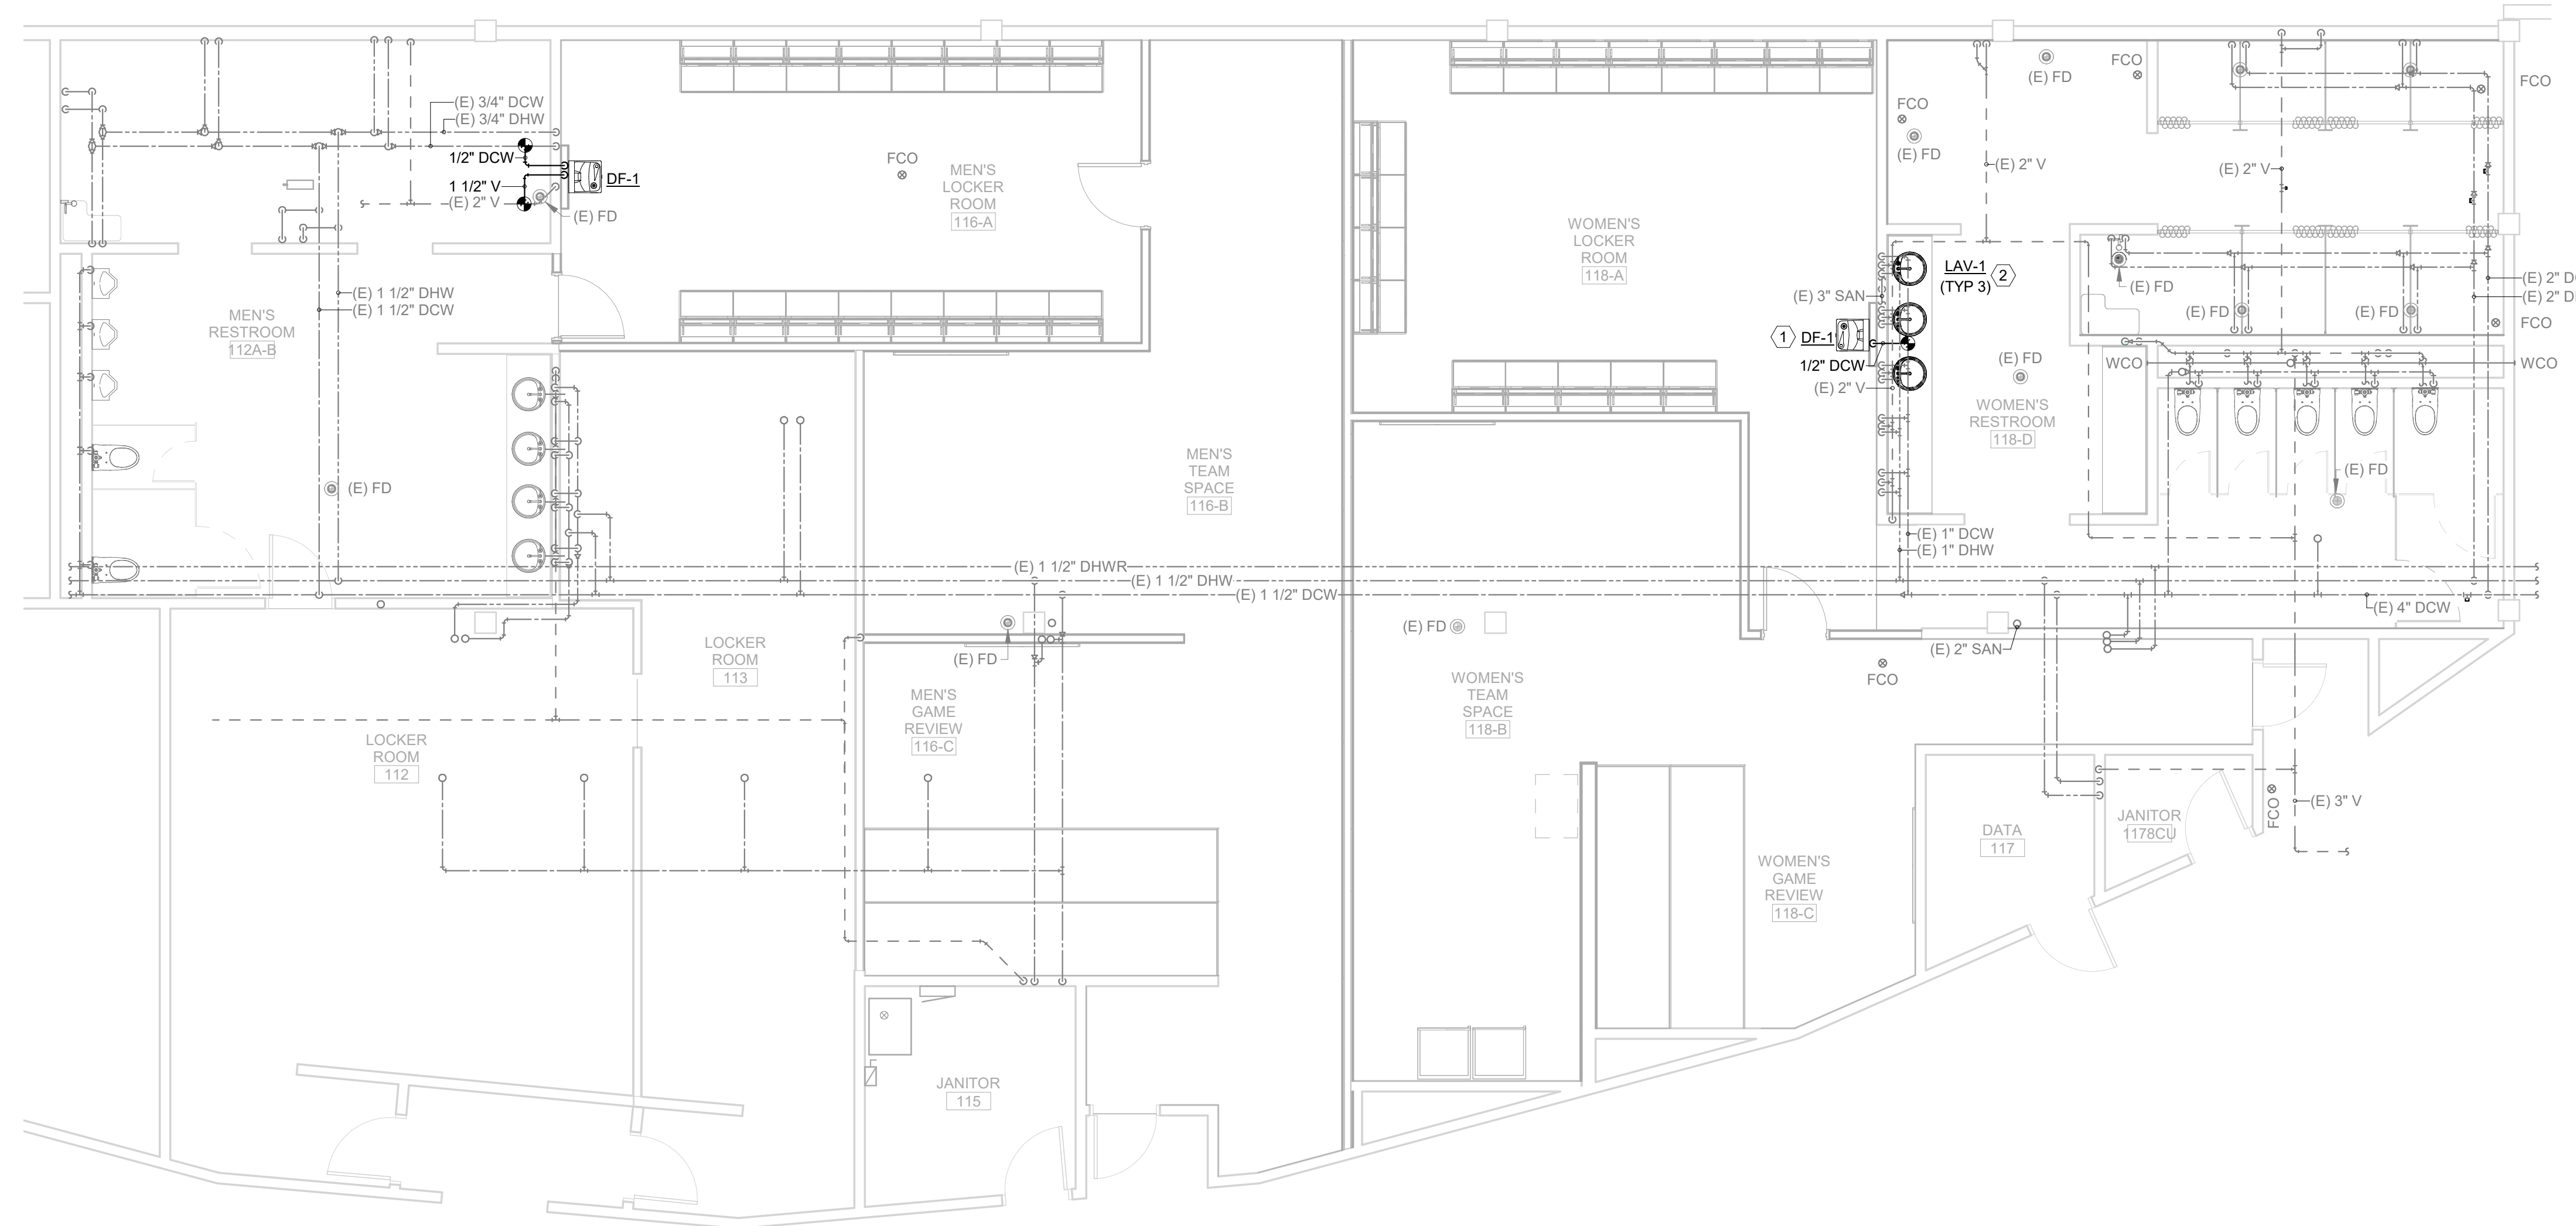 (E) 3/4" DCW
(E) 3/4" DHW
1/2" DCW
1 1/2" V
(E) 2" V
DF-1
(E) FD
FCO
MEN'S
LOCKER
ROOM
116-A
(E) 1 1/2" DHW
(E) 1 1/2" DCW
MEN'S
RESTROOM
112A-B
(E) FD
MEN'S
TEAM
SPACE
116-B
WOMEN'S
LOCKER
ROOM
118-A
FCO
(E) FD
(E) FD
FCO
FCO
(E) 2" V
(E) 2" V
LAV-1
(TYP 3)
2
(E) 3" SAN
1
DF-1
1/2" DCW
(E) 2" V
(E) FD
(E) FD
(E) FD
(E) 2" D
(E) 2" D
FCO
(E) FD
WCO
WCO
WOMEN'S
RESTROOM
118-D
(E) FD
(E) 1" DCW
(E) 1" DHW
(E) 1 1/2" DHWR
(E) 1 1/2" DHW
(E) 1 1/2" DCW
(E) 4" DCW
LOCKER
ROOM
113
(E) FD
MEN'S
GAME
REVIEW
116-C
LOCKER
ROOM
112
(E) FD
WOMEN'S
TEAM
SPACE
118-B
(E) 2" SAN
FCO
(E) 3" V
FCO
DATA
117
JANITOR
1178CU
WOMEN'S
GAME
REVIEW
118-C
JANITOR
115